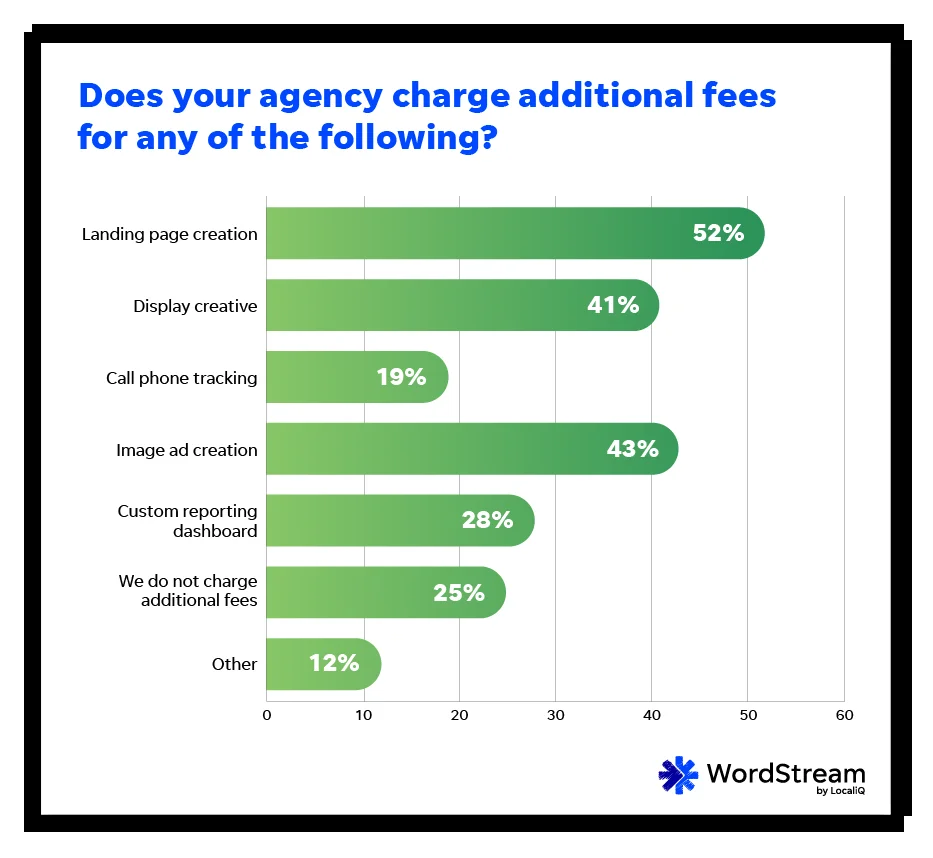 Does your agency charge additional fees
for any of the following?
Landing page creation
52%
Display creative
41%
Call phone tracking
19%
Image ad creation
43%
Custom reporting
dashboard
28%
We do not charge
additional fees
25%
Other
12%
0 10 20 30 40 50 60
WordStream
by LocaliQ